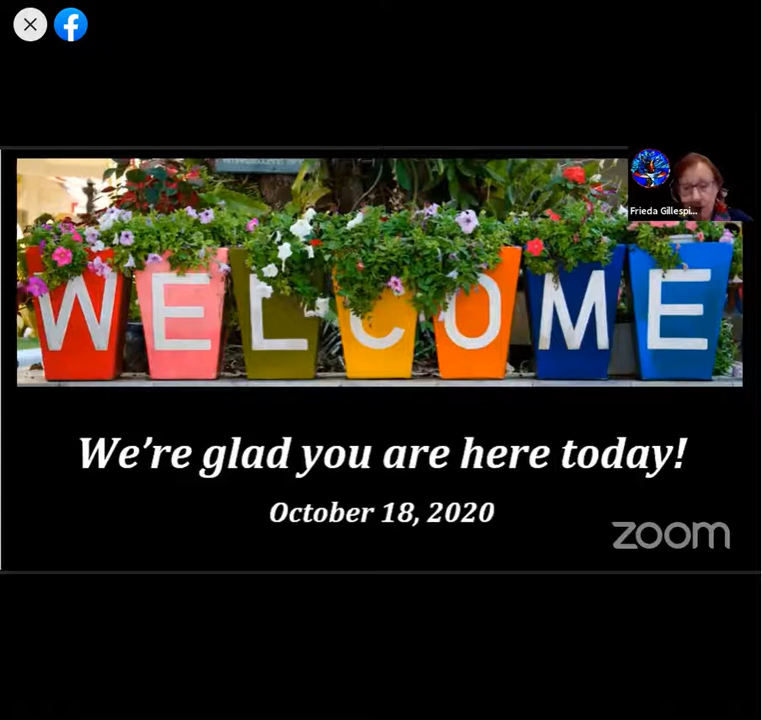 Frieda Gillespi...
WELCOME
We're glad you are here today!
October 18, 2020
zoom